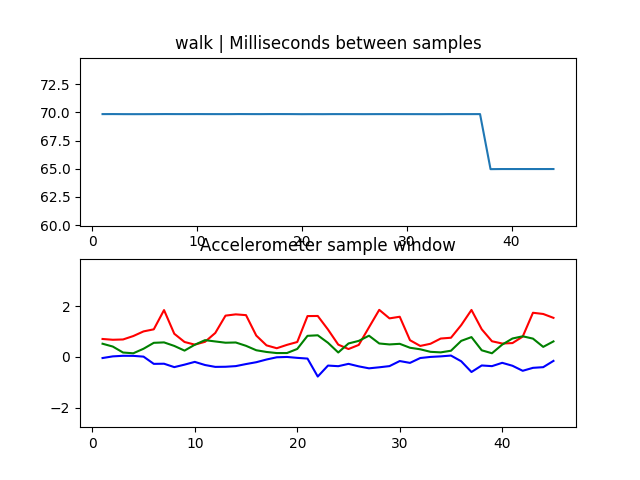 walk | Milliseconds between samples
72.5
70.0
67.5
65.0
62.5
60.0
0 10 20 30 40
Accelerometer sample window
2
0
−2
0 10 20 30 40